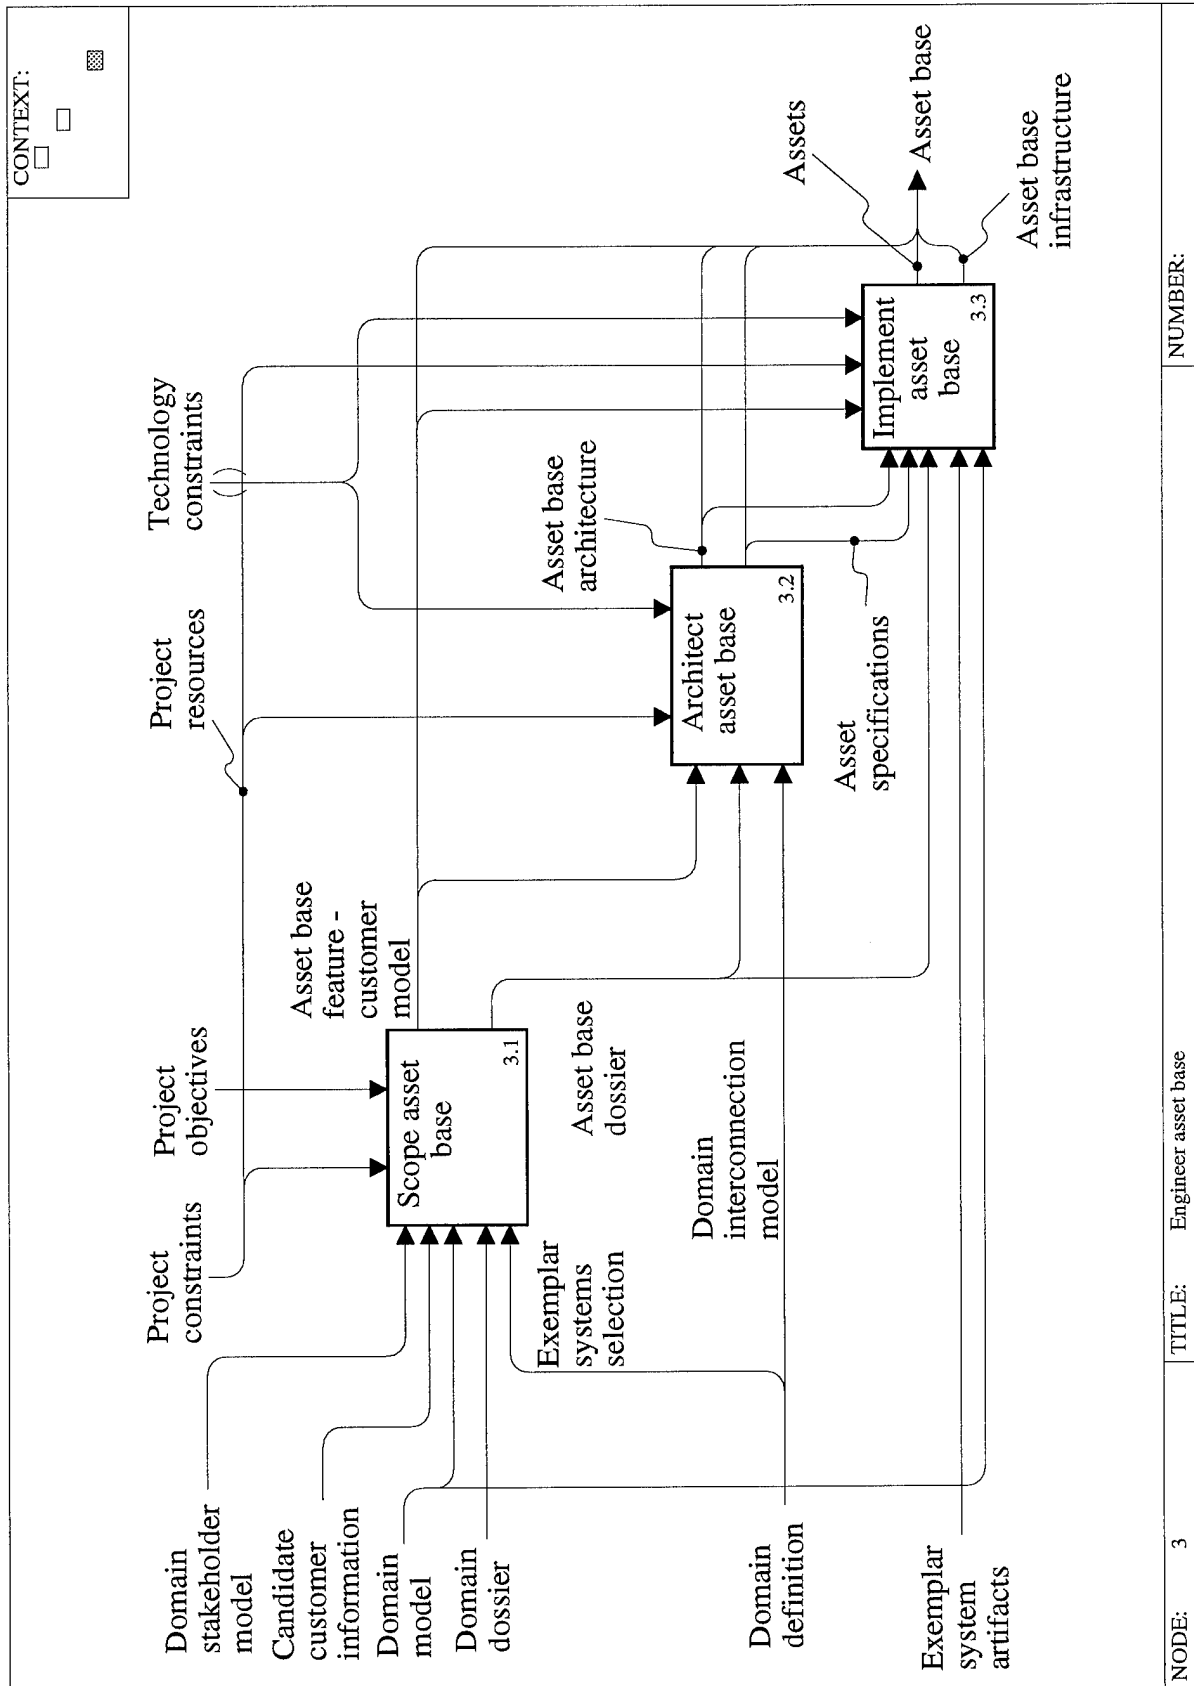 CONTEXT:
Project
constraints
Project
objectives
Project
resources
Technology
constraints
Domain
stakeholder
model
Candidate
customer
information
Domain
model
Domain
dossier
Domain
definition
Exemplar
system
artifacts
Scope asset
base
3.1
Asset base
feature -
customer
model
Asset base
dossier
Exemplar
systems
selection
Domain
interconnection
model
Architect
asset base
3.2
Asset base
architecture
Asset
specifications
Implement
asset
base
3.3
Assets
Asset base
Asset base
infrastructure
NODE: 3
TITLE: Engineer asset base
NUMBER: